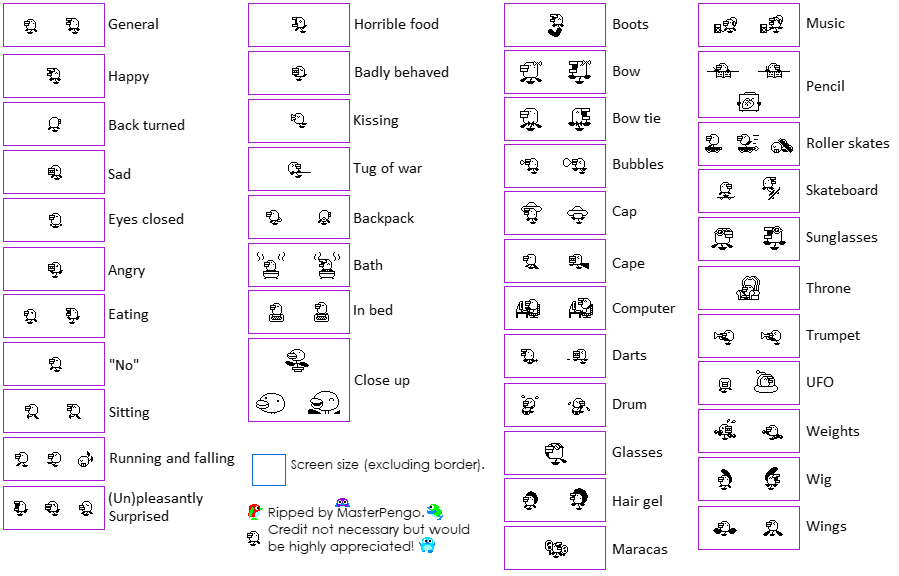 General
Happy
Back turned
Sad
Eyes closed
Angry
Eating
"No"
Sitting
Running and falling
(Un)pleasantly
Surprised
Horrible food
Badly behaved
Kissing
Tug of war
Backpack
Bath
In bed
Close up
Screen size (excluding border).
Ripped by MasterPengo.
Credit not necessary but would
be highly appreciated!
Boots
Bow
Bow tie
Bubbles
Cap
Cape
Computer
Darts
Drum
Glasses
Hair gel
Maracas
Music
Pencil
Roller skates
Skateboard
Sunglasses
Throne
Trumpet
UFO
Weights
Wig
Wings